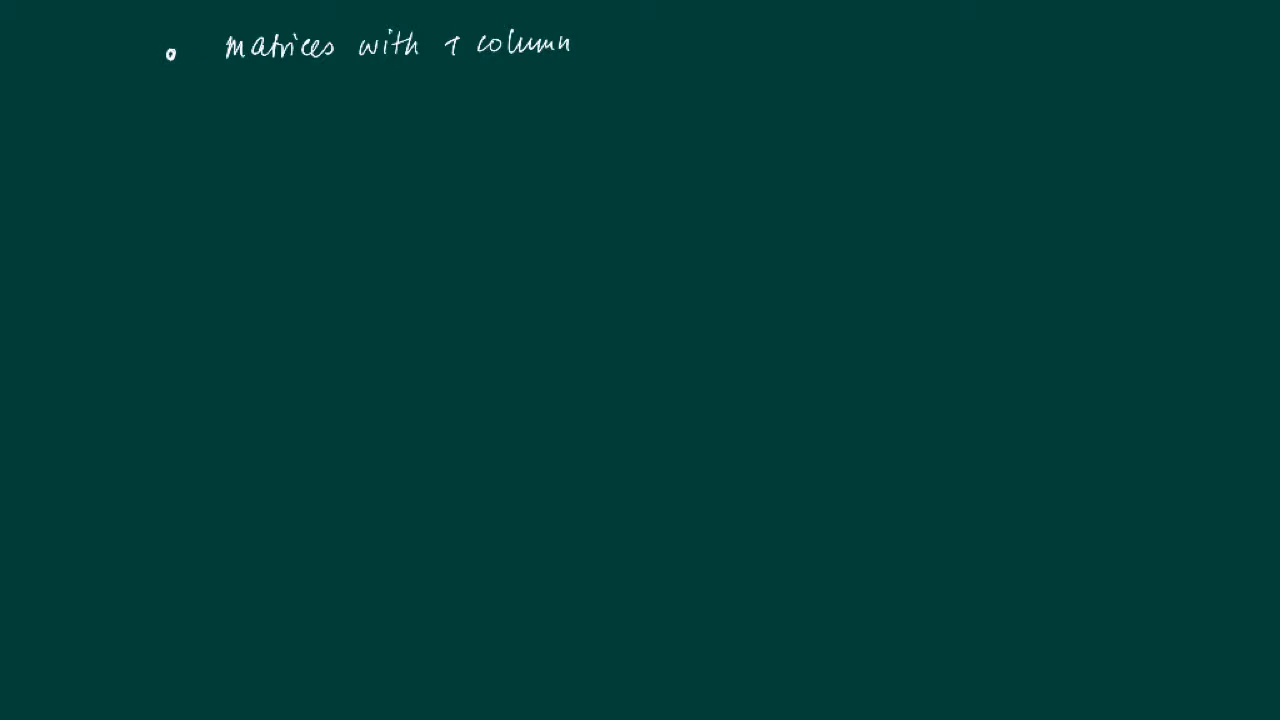 • matrices with 1 column